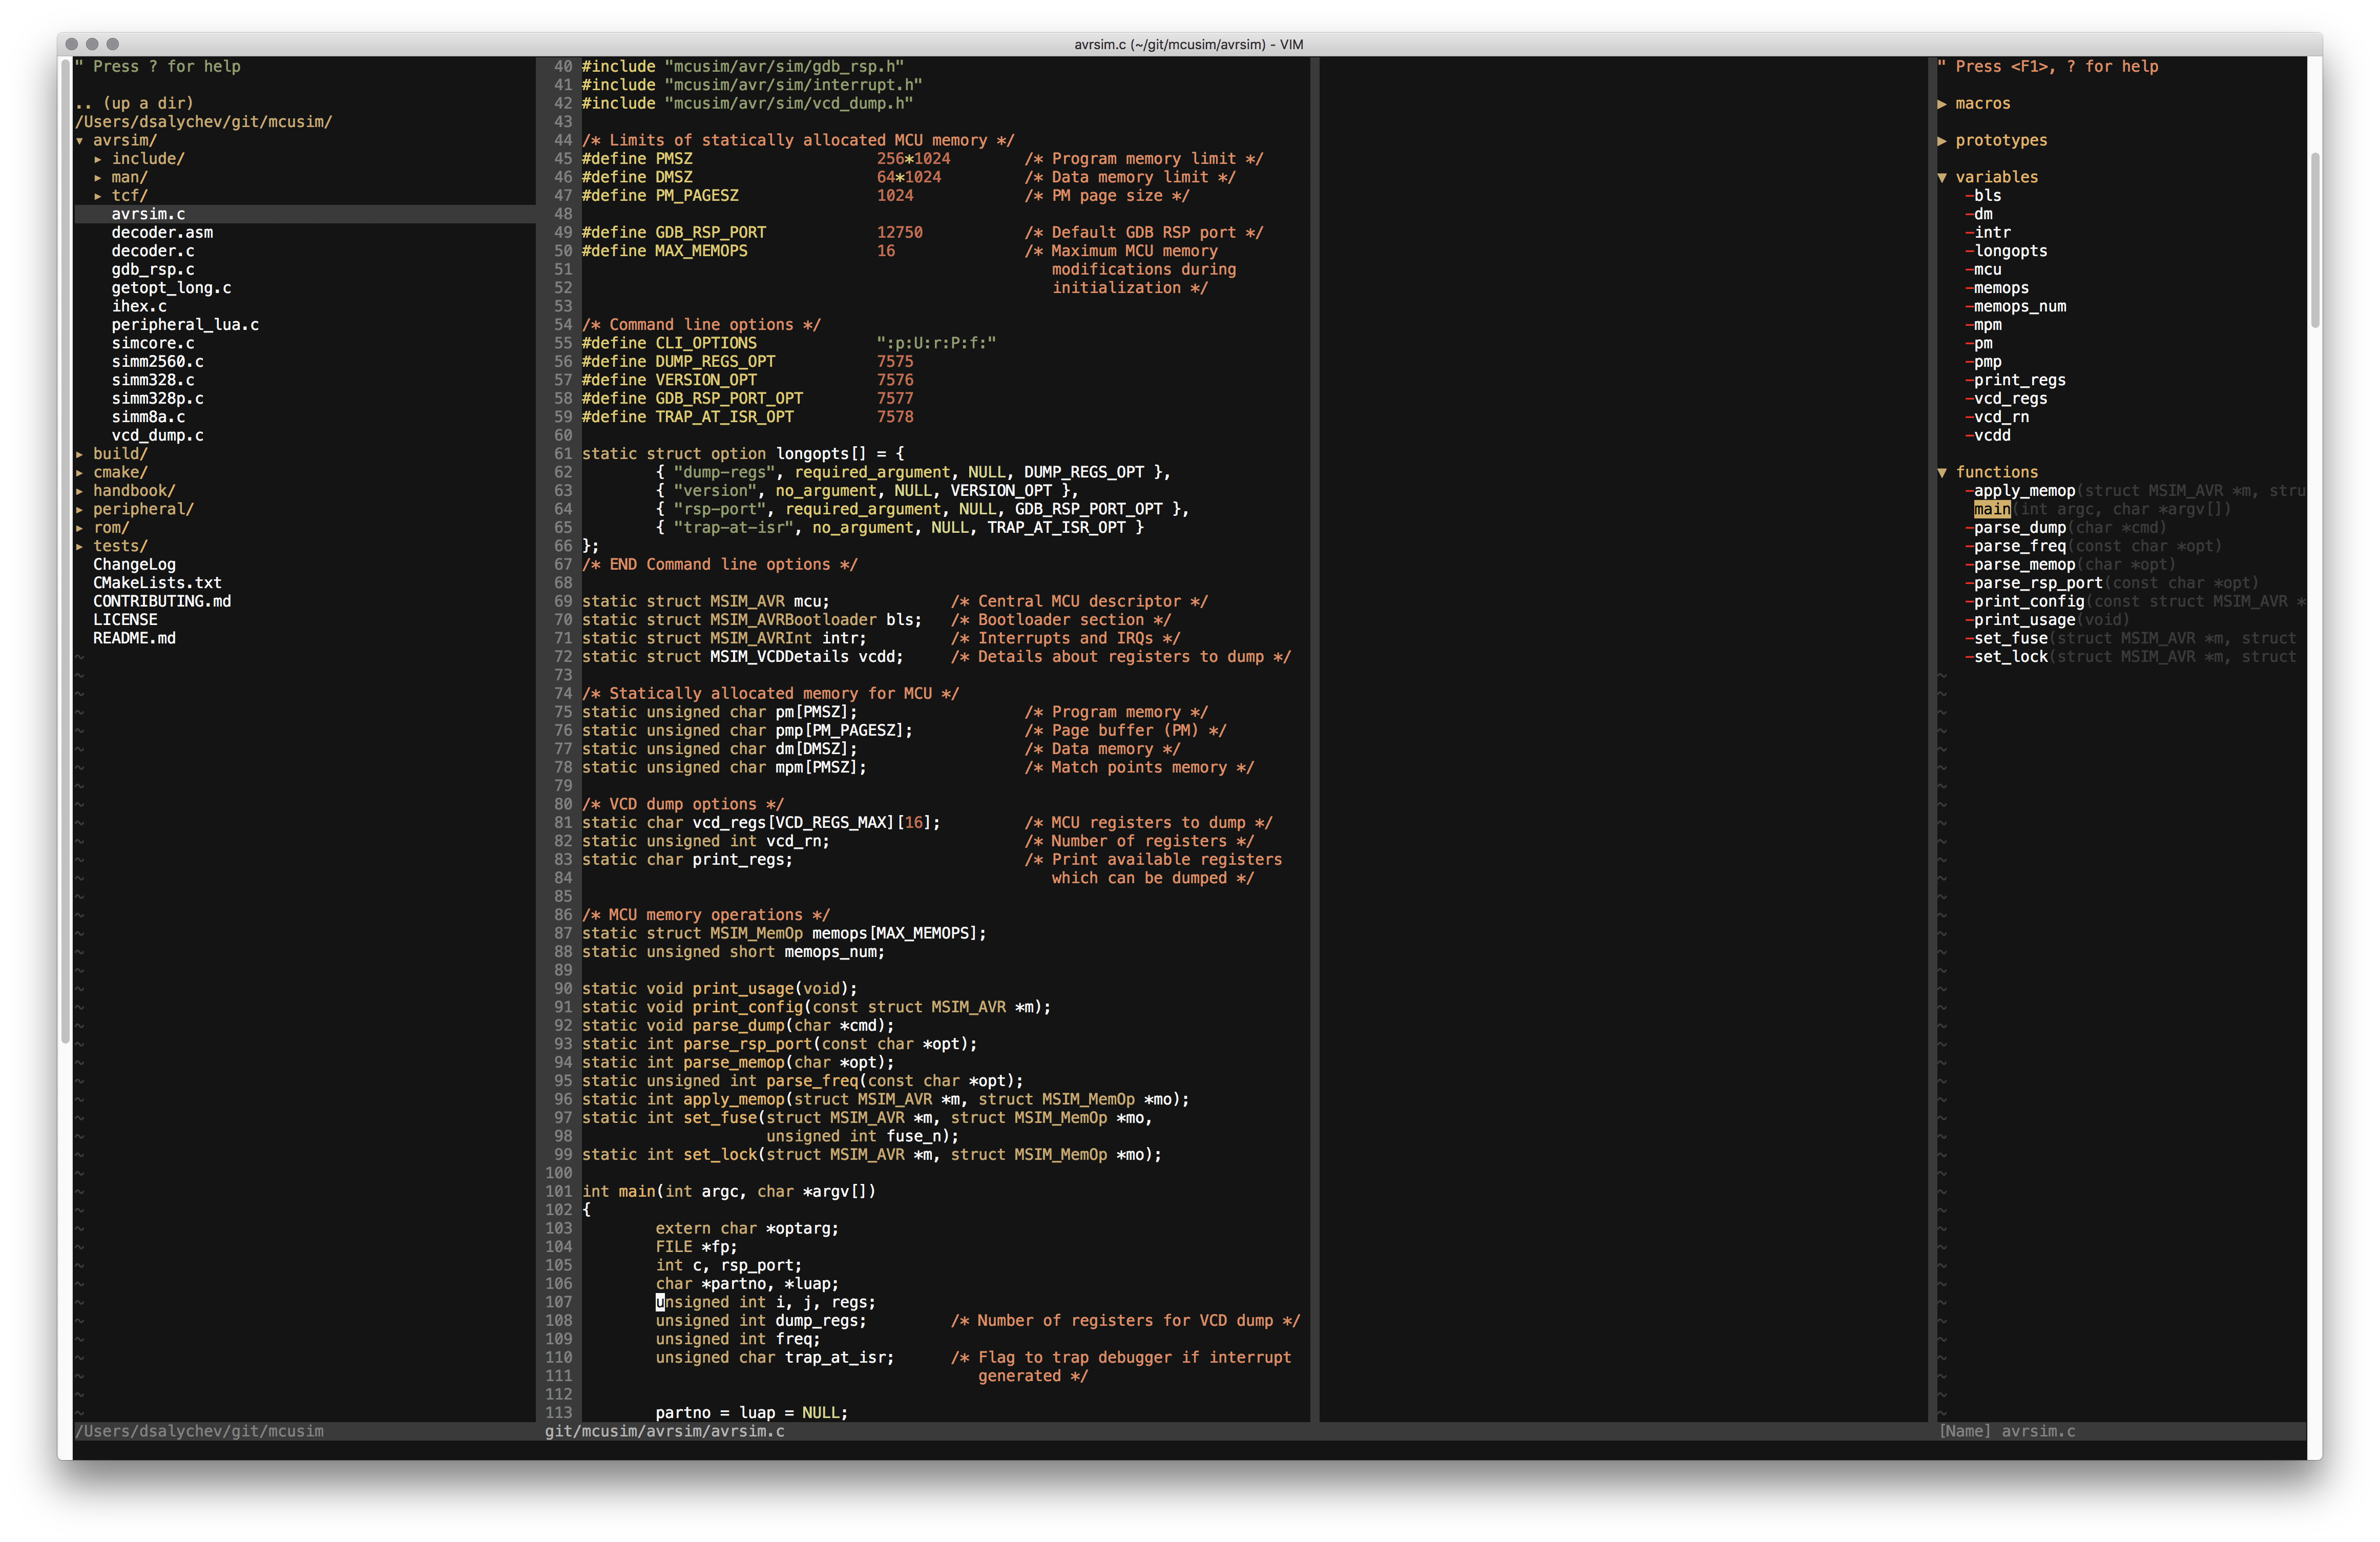 avrsim.c (~/git/mcusim/avrsim) - VIM
" Press ? for help
.. (up a dir)
/Users/dsalychev/git/mcusim/
▾ avrsim/
▸ include/
▸ man/
▸ tcf/
avrsim.c
decoder.asm
decoder.c
gdb_rsp.c
getopt_long.c
ihex.c
peripheral_lua.c
simcore.c
simm2560.c
simm328.c
simm328p.c
simm8a.c
vcd_dump.c
▸ build/
▸ cmake/
▸ handbook/
▸ peripheral/
▸ rom/
▸ tests/
ChangeLog
CMakeLists.txt
CONTRIBUTING.md
LICENSE
README.md
/Users/dsalychev/git/mcusim
40 #include "mcusim/avr/sim/gdb_rsp.h"
41 #include "mcusim/avr/sim/interrupt.h"
42 #include "mcusim/avr/sim/vcd_dump.h"
43
44 /* Limits of statically allocated MCU memory */
45 #define PMSZ 256*1024 /* Program memory limit */
46 #define DMSZ 64*1024 /* Data memory limit */
47 #define PM_PAGESZ 1024 /* PM page size */
48
49 #define GDB_RSP_PORT 12750 /* Default GDB RSP port */
50 #define MAX_MEMOPS 16 /* Maximum MCU memory
51 modifications during
52 initialization */
53
54 /* Command line options */
55 #define CLI_OPTIONS ":p:U:r:P:f:"
56 #define DUMP_REGS_OPT 7575
57 #define VERSION_OPT 7576
58 #define GDB_RSP_PORT_OPT 7577
59 #define TRAP_AT_ISR_OPT 7578
60
61 static struct option longopts[] = {
62 { "dump-regs", required_argument, NULL, DUMP_REGS_OPT },
63 { "version", no_argument, NULL, VERSION_OPT },
64 { "rsp-port", required_argument, NULL, GDB_RSP_PORT_OPT },
65 { "trap-at-isr", no_argument, NULL, TRAP_AT_ISR_OPT }
66 };
67 /* END Command line options */
68
69 static struct MSIM_AVR mcu; /* Central MCU descriptor */
70 static struct MSIM_AVRBootloader bls; /* Bootloader section */
71 static struct MSIM_AVRInt intr; /* Interrupts and IRQs */
72 static struct MSIM_VCDDetails vcdd; /* Details about registers to dump */
73
74 /* Statically allocated memory for MCU */
75 static unsigned char pm[PMSZ]; /* Program memory */
76 static unsigned char pmp[PM_PAGESZ]; /* Page buffer (PM) */
77 static unsigned char dm[DMSZ]; /* Data memory */
78 static unsigned char mpm[PMSZ]; /* Match points memory */
79
80 /* VCD dump options */
81 static char vcd_regs[VCD_REGS_MAX][16]; /* MCU registers to dump */
82 static unsigned int vcd_rn; /* Number of registers */
83 static char print_regs; /* Print available registers
84 which can be dumped */
85
86 /* MCU memory operations */
87 static struct MSIM_MemOp memops[MAX_MEMOPS];
88 static unsigned short memops_num;
89
90 static void print_usage(void);
91 static void print_config(const struct MSIM_AVR *m);
92 static void parse_dump(char *cmd);
93 static int parse_rsp_port(const char *opt);
94 static int parse_memop(char *opt);
95 static unsigned int parse_freq(const char *opt);
96 static int apply_memop(struct MSIM_AVR *m, struct MSIM_MemOp *mo);
97 static int set_fuse(struct MSIM_AVR *m, struct MSIM_MemOp *mo,
98 unsigned int fuse_n);
99 static int set_lock(struct MSIM_AVR *m, struct MSIM_MemOp *mo);
100
101 int main(int argc, char *argv[])
102 {
103 extern char *optarg;
104 FILE *fp;
105 int c, rsp_port;
106 char *partno, *luap;
107 unsigned int i, j, regs;
108 unsigned int dump_regs; /* Number of registers for VCD dump */
109 unsigned int freq;
110 unsigned char trap_at_isr; /* Flag to trap debugger if interrupt
111 generated */
112
113 partno = luap = NULL;
git/mcusim/avrsim/avrsim.c
" Press <F1>, ? for help
▶ macros
▶ prototypes
▼ variables
-bls
-dm
-intr
-longopts
-mcu
-memops
-memops_num
-mpm
-pm
-pmp
-print_regs
-vcd_regs
-vcd_rn
-vcdd
▼ functions
-apply_memop(struct MSIM_AVR *m, stru
main(int argc, char *argv[])
-parse_dump(char *cmd)
-parse_freq(const char *opt)
-parse_memop(char *opt)
-parse_rsp_port(const char *opt)
-print_config(const struct MSIM_AVR *
-print_usage(void)
-set_fuse(struct MSIM_AVR *m, struct
-set_lock(struct MSIM_AVR *m, struct
[Name] avrsim.c